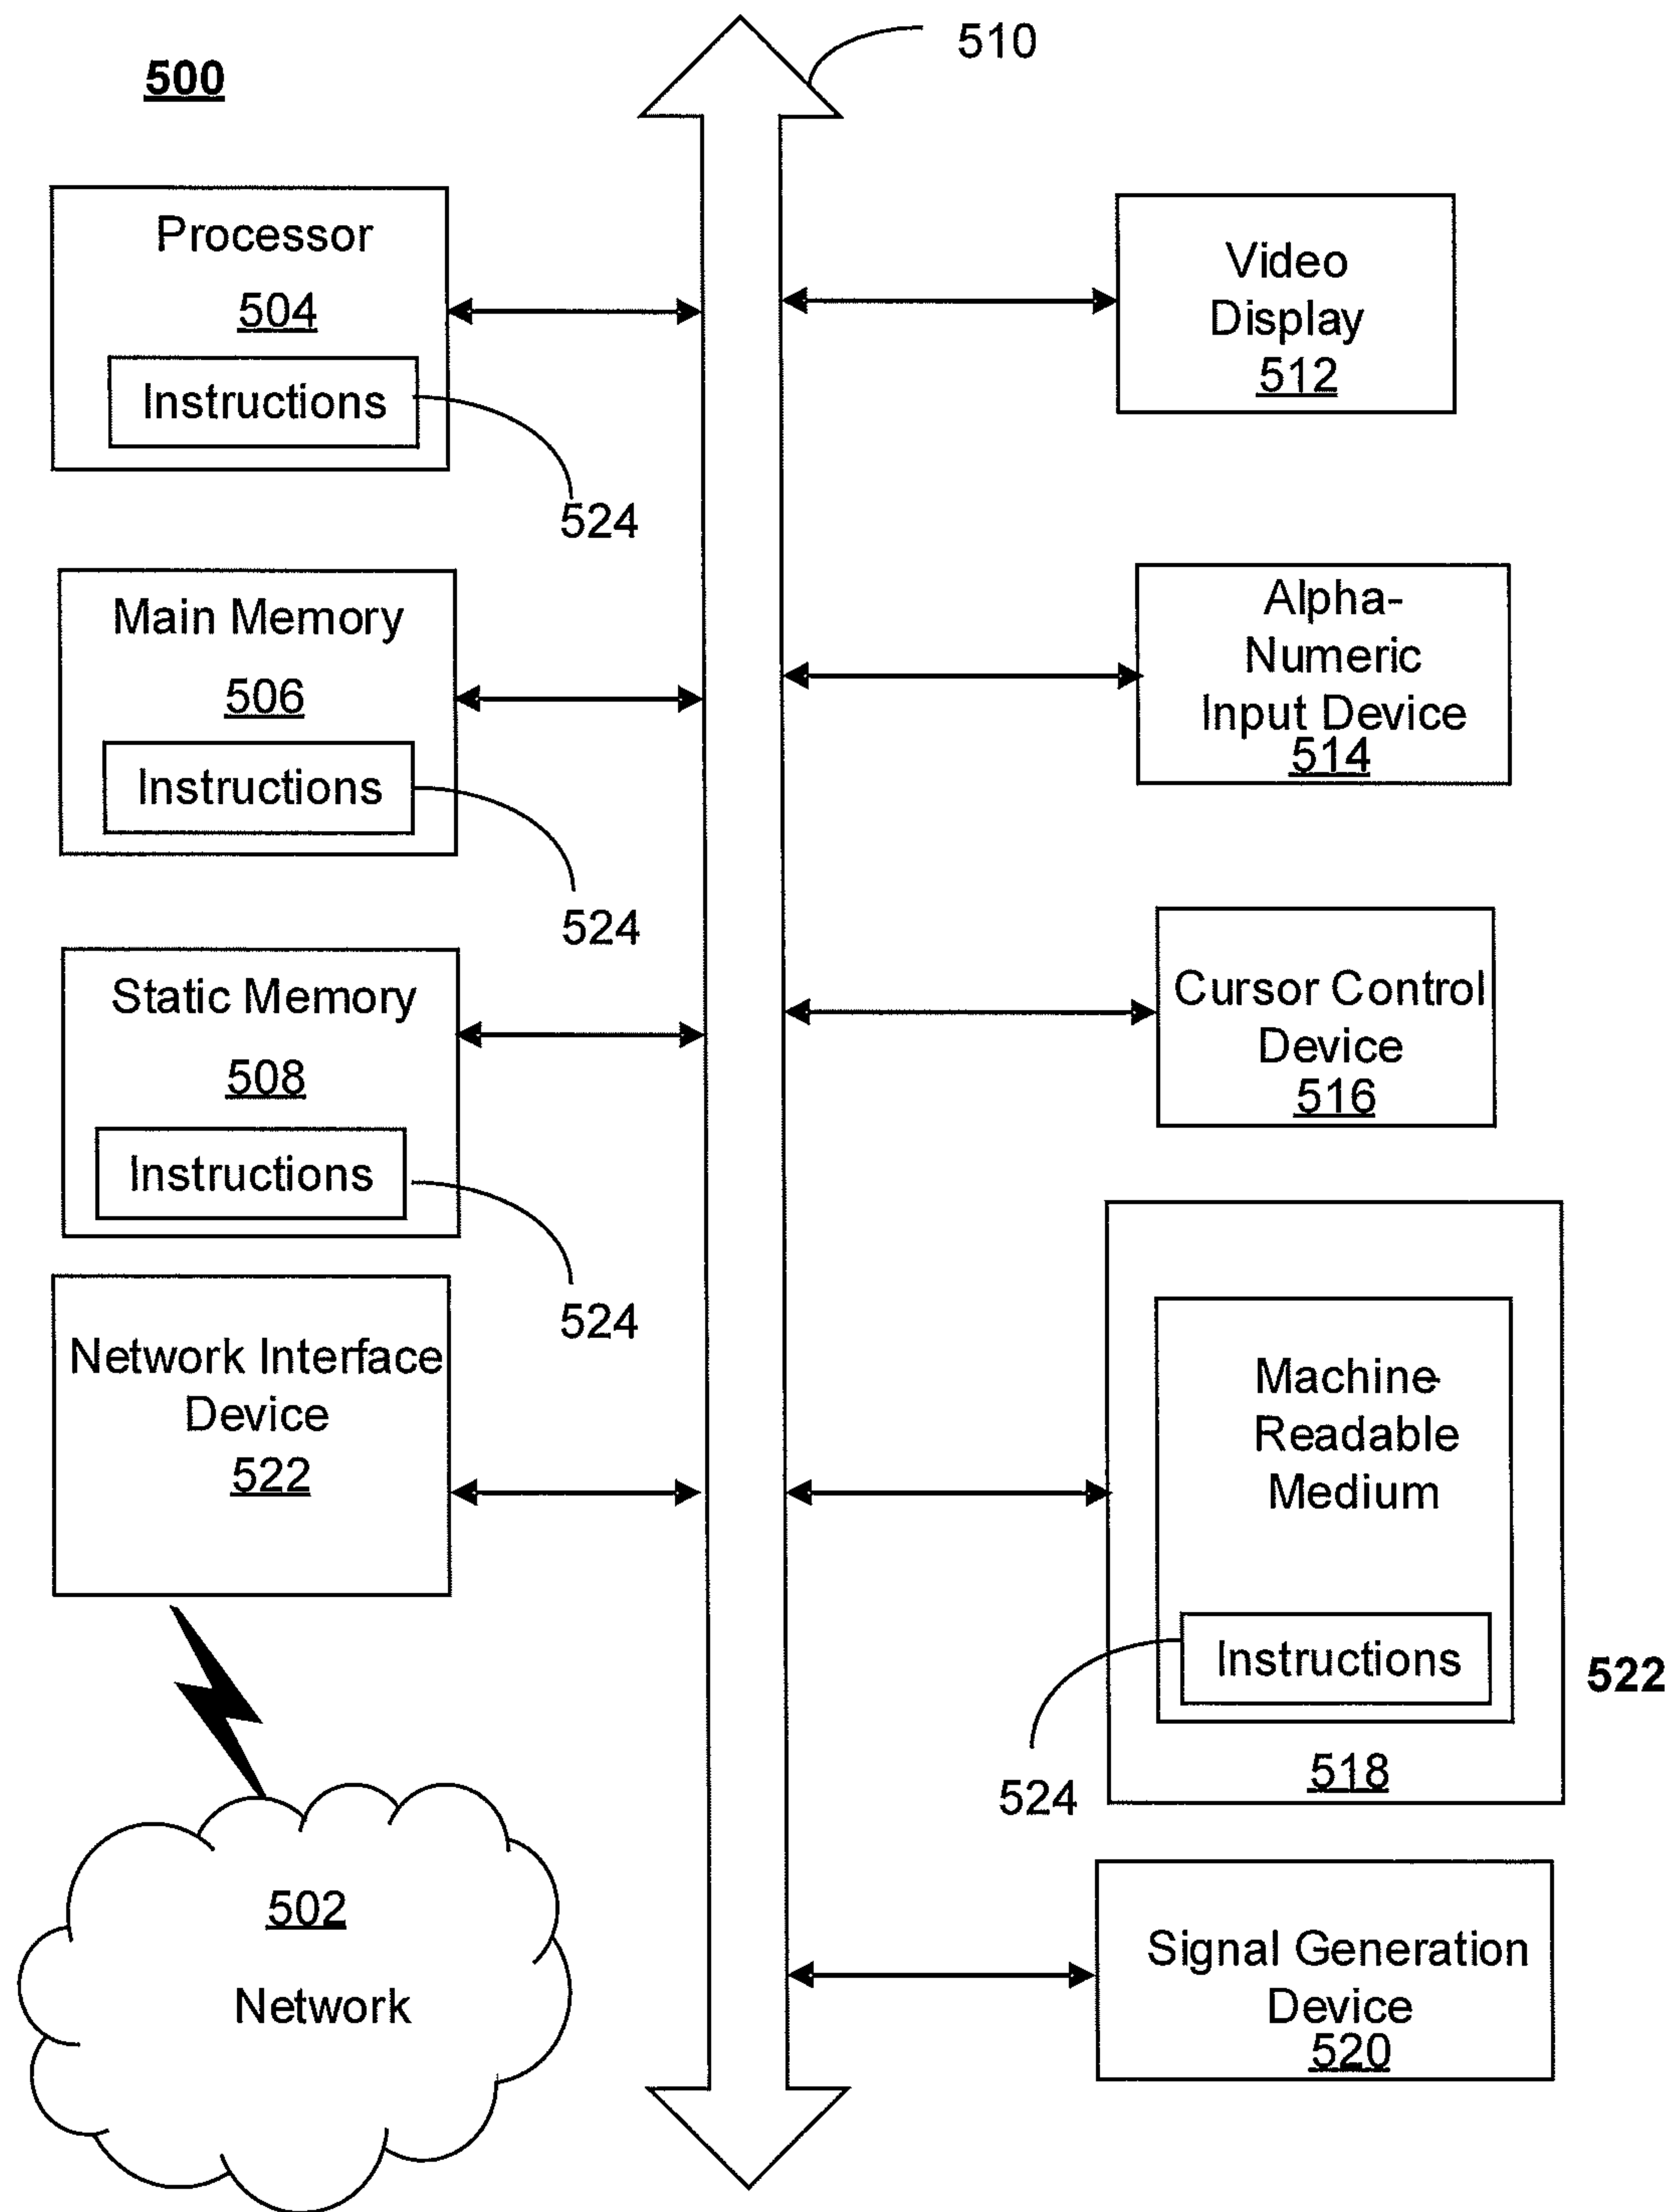 500
510
Processor
504
Instructions
524
Main Memory
506
Instructions
524
Static Memory
508
Instructions
524
Network Interface
Device
522
502
Network
Video
Display
512
Alpha-
Numeric
Input Device
514
Cursor Control
Device
516
Machine-
Readable
Medium
Instructions
522
524
518
Signal Generation
Device
520